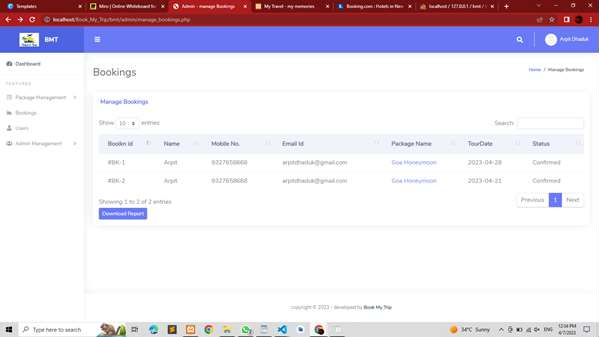 Templates
Miro | Online Whiteboard for
Admin - manage Bookings
My Travel - my memories
Booking.com : Hotels in New
localhost / 127.0.0.1 / bmt /
localhost/Book_My_Trip/bmt/admin/manage_bookings.php
BMT
Arpit Dhaduk
Dashboard
FEATURES
Package Management
Bookings
Users
Admin Management
Bookings
Home / Manage Bookings
Manage Bookings
Show 10 entries
Search:
Bookin id Name Mobile No. Email Id Package Name TourDate Status
#BK-1 Arpit 9327658668 arpitdhaduk@gmail.com Goa Honeymoon 2023-04-28 Confirmed
#BK-2 Arpit 9327658668 arpitdhaduk@gmail.com Goa Honeymoon 2023-04-21 Confirmed
Showing 1 to 2 of 2 entries
Previous 1 Next
Download Report
copyright © 2023 - developed by Book My Trip
Type here to search
34°C Sunny
ENG
12:04 PM
4/7/2023